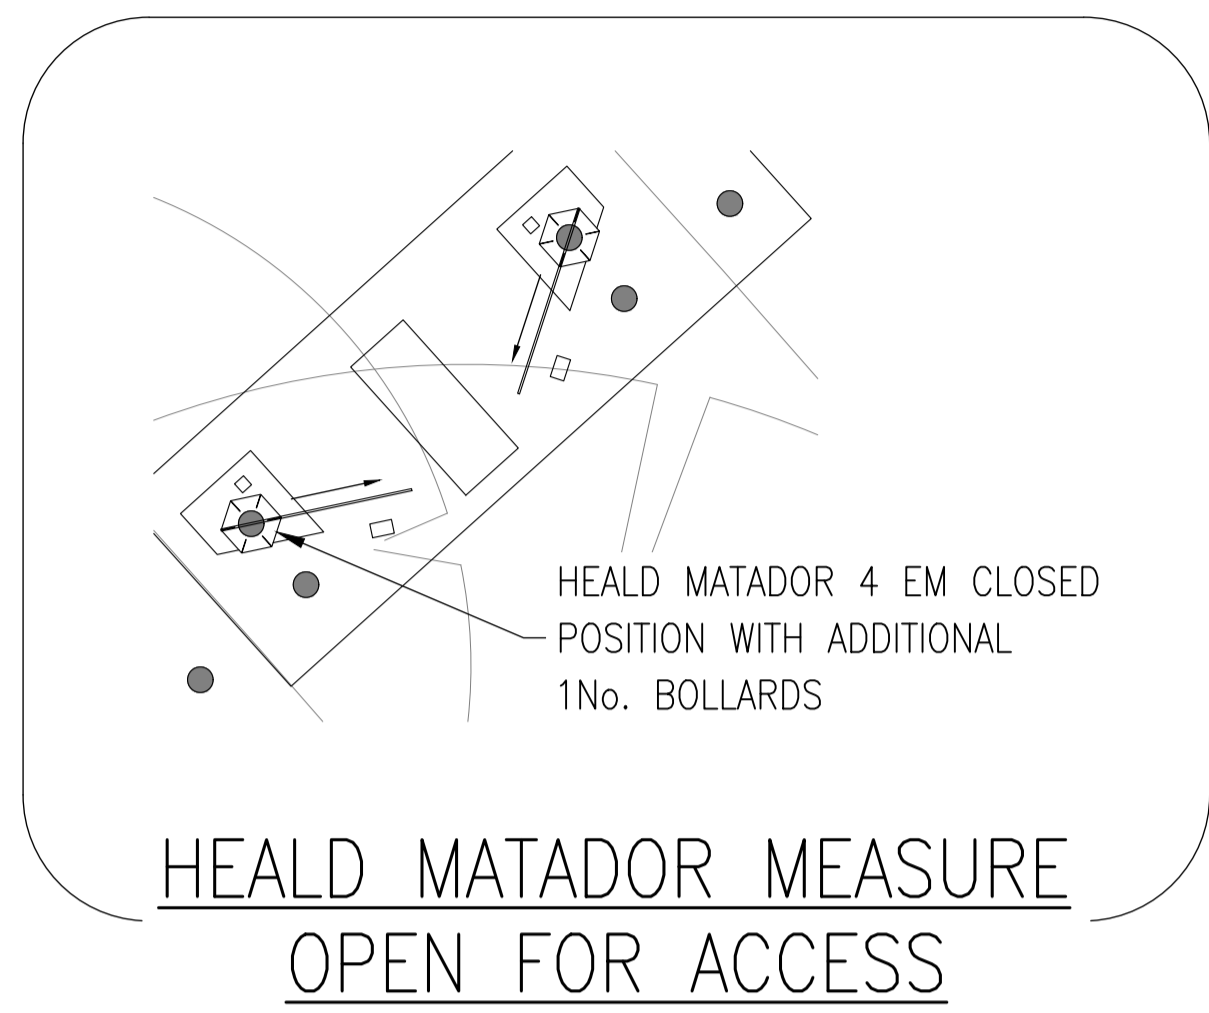 HEALD MATADOR 4 EM CLOSED
POSITION WITH ADDITIONAL
1No. BOLLARDS
HEALD MATADOR MEASURE
OPEN FOR ACCESS